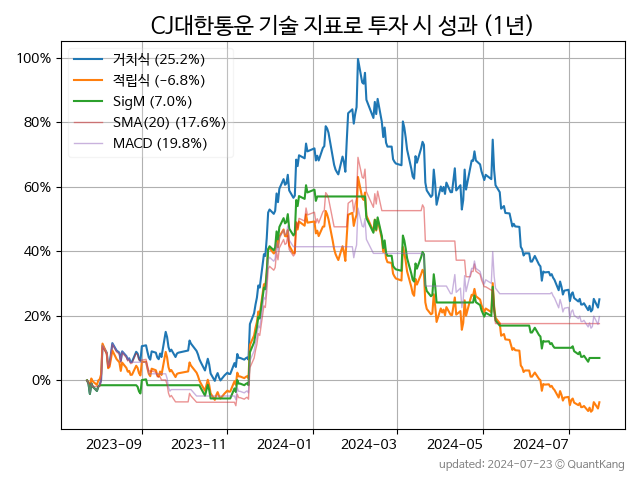 CJ대한통운 기술 지표로 투자 시 성과 (1년)
100%
80%
60%
40%
20%
0%
거치식 (25.2%)
적립식 (-6.8%)
SigM (7.0%)
SMA(20) (17.6%)
MACD (19.8%)
2023-09
2023-11
2024-01
2024-03
2024-05
2024-07
updated: 2024-07-23 © QuantKang